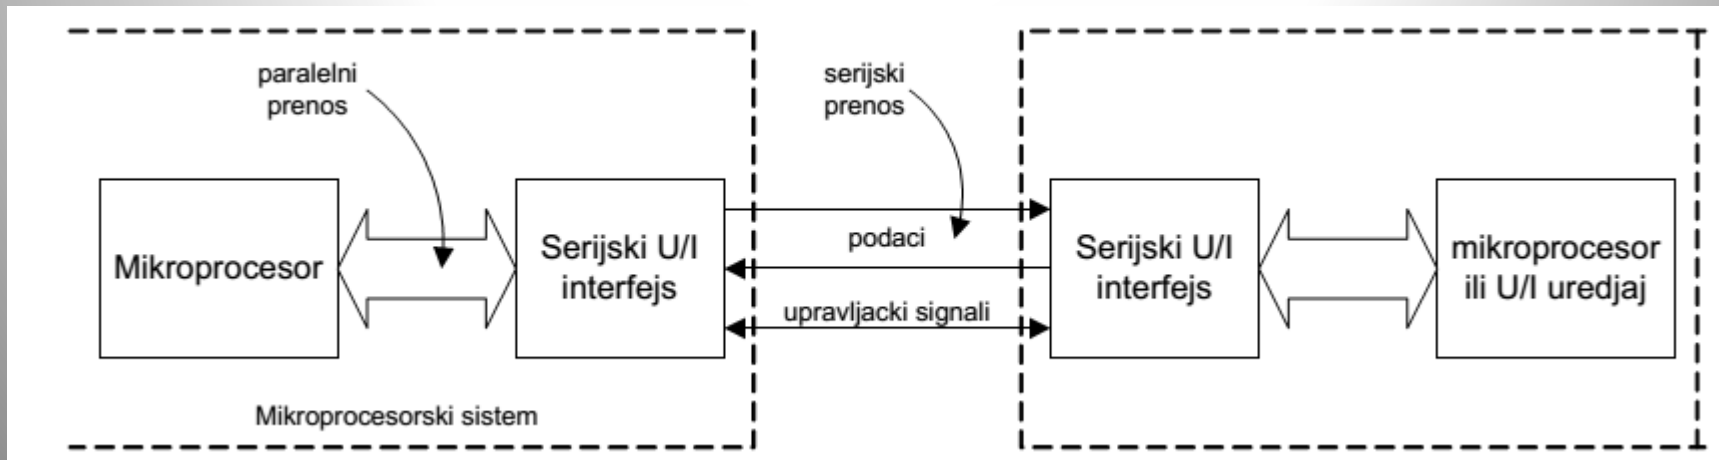 paralelni
prenos
serijski
prenos
Mikroprocesor
Serijski U/I
interfejs
podaci
upravljacki signali
Serijski U/I
interfejs
mikroprocesor
ili U/I uredjaj
Mikroprocesorski sistem